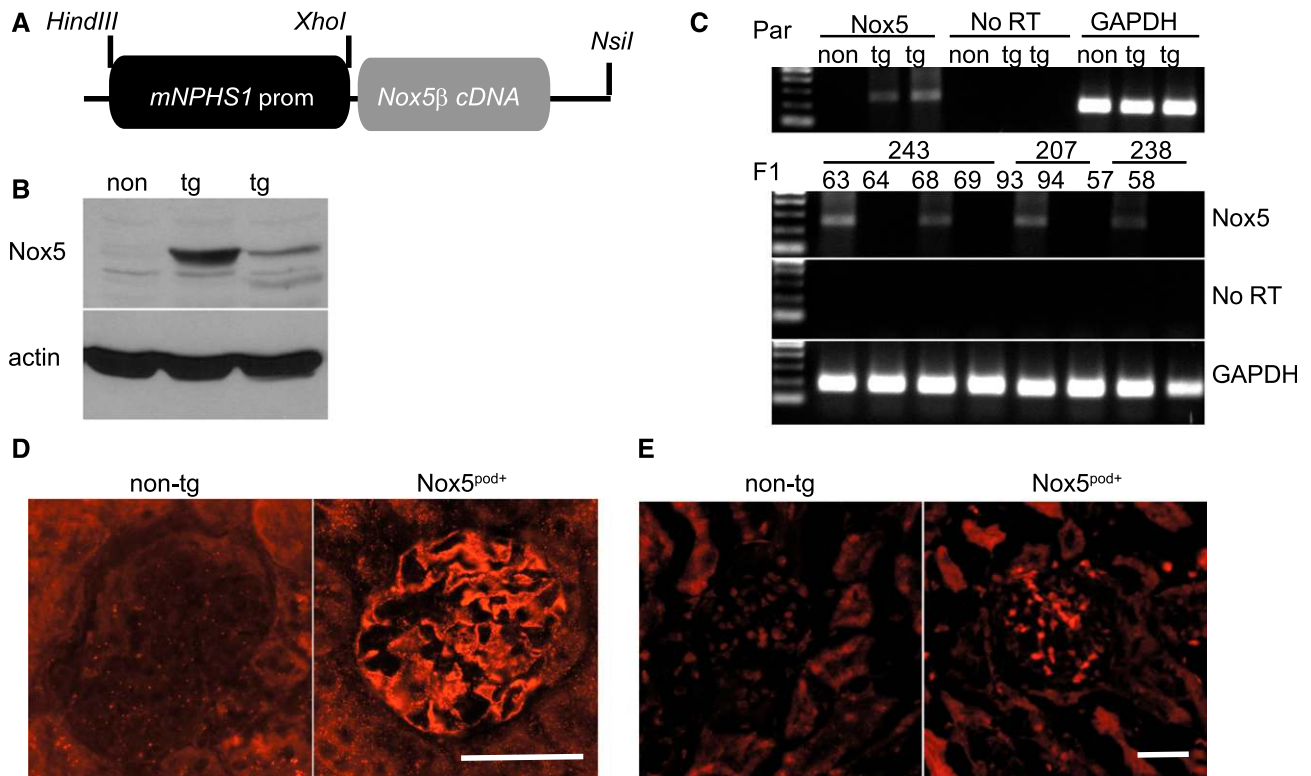 A
HindIII
XhoI
NsiI
mNPHS1 prom
Nox5β cDNA
B
non tg tg
Nox5
actin
C
Par
Nox5 No RT GAPDH
non tg tg non tg tg non tg tg
F1
243 207 238
63 64 68 69 93 94 57 58
Nox5
No RT
GAPDH
D
non-tg Nox5pod+
E
non-tg Nox5pod+